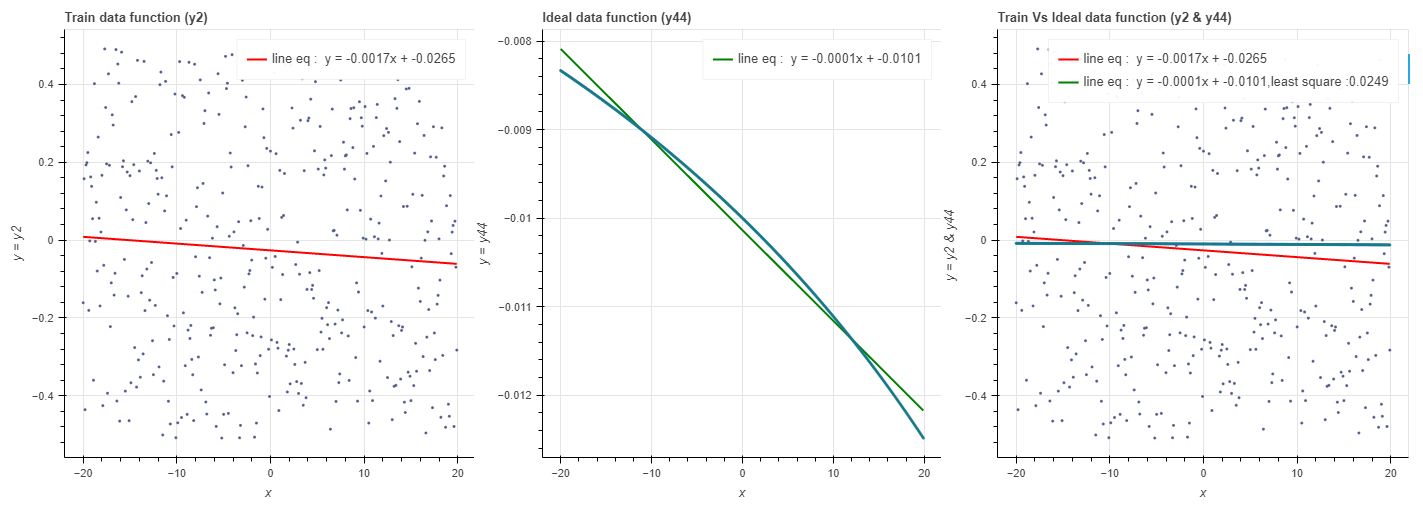 Train data function (y2)
line eq : y = -0.0017x + -0.0265
0.4
0.2
0
−0.2
−0.4
y = y2
−20
−10
0
10
20
x
Ideal data function (y44)
line eq : y = -0.0001x + -0.0101
−0.008
−0.009
−0.01
−0.011
−0.012
y = y44
−20
−10
0
10
20
x
Train Vs Ideal data function (y2 & y44)
line eq : y = -0.0017x + -0.0265
line eq : y = -0.0001x + -0.0101,least square :0.0249
0.4
0.2
0
−0.2
−0.4
y = y2 & y44
−20
−10
0
10
20
x